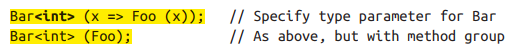 Bar<int> (x => Foo (x));   // Specify type parameter for Bar
Bar<int> (Foo);            // As above, but with method group